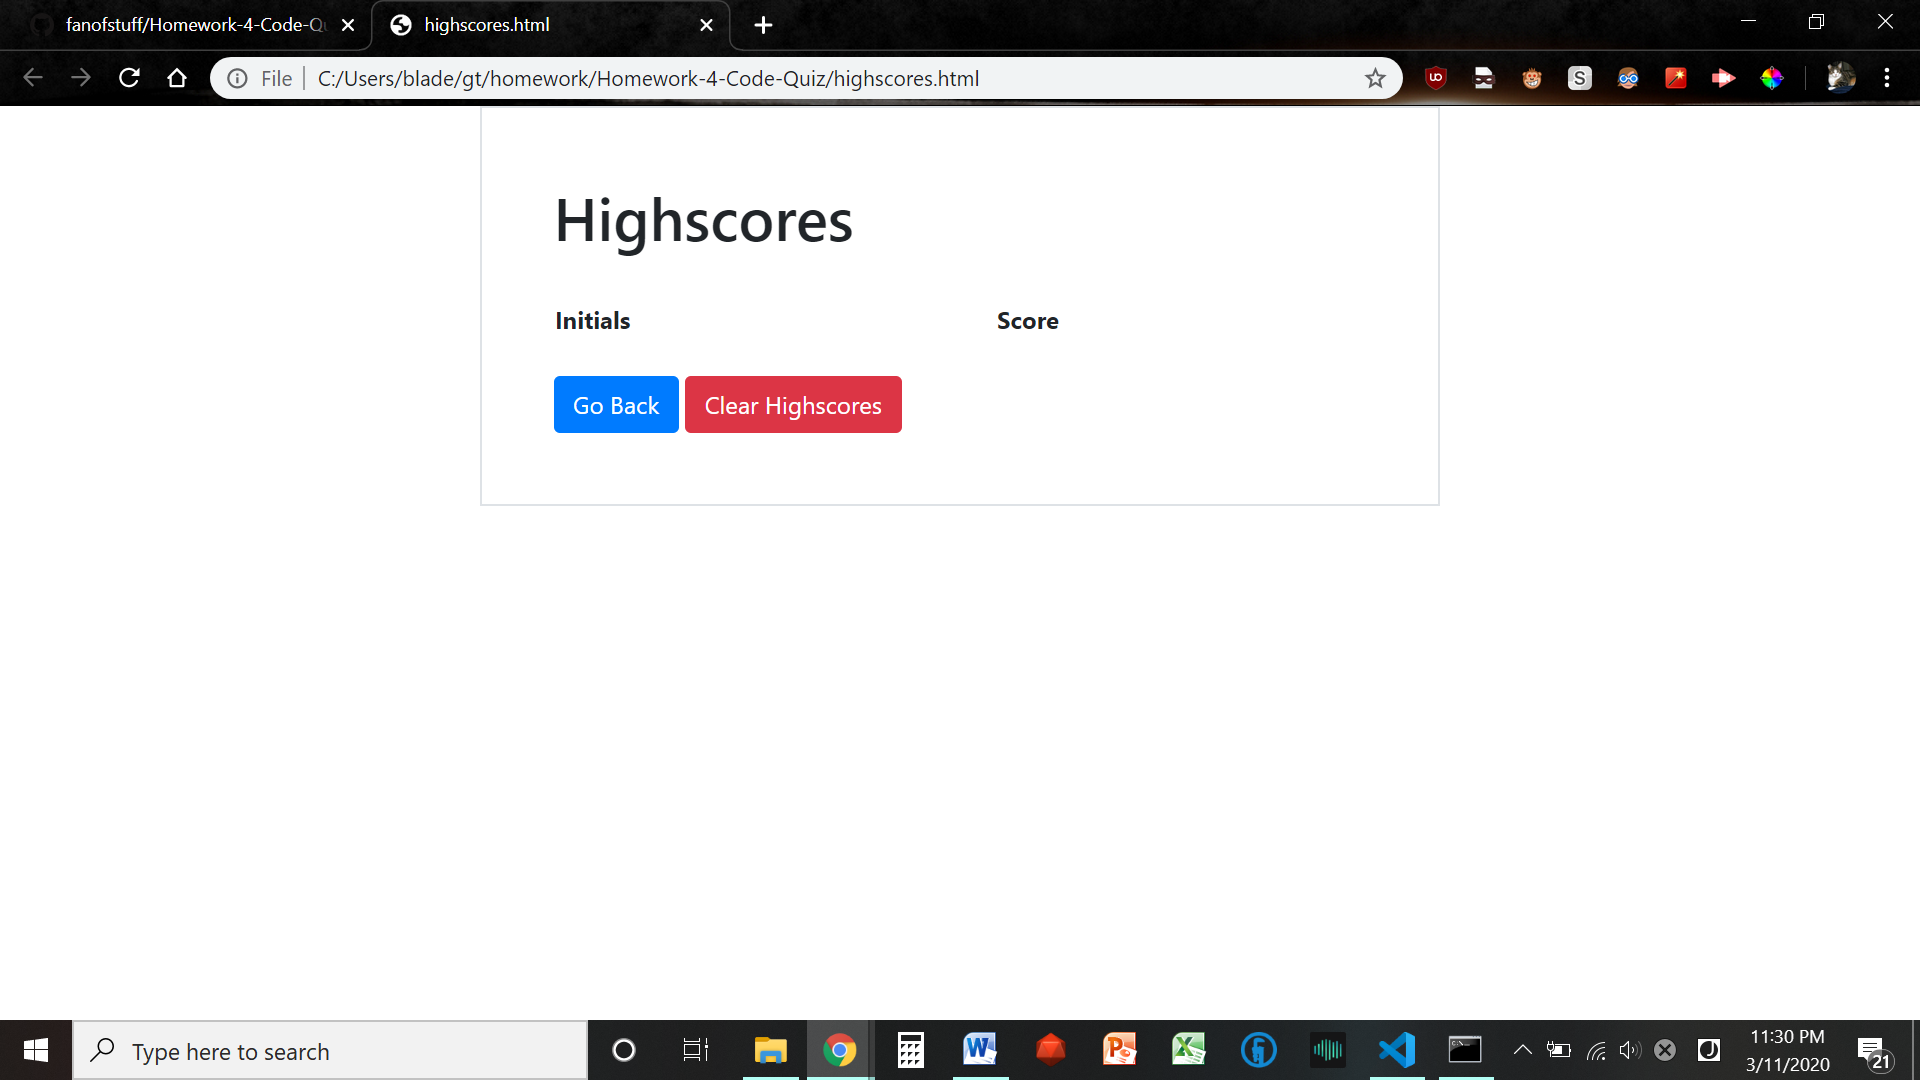 fanofstuff/Homework-4-Code-Qu
highscores.html
File
C:/Users/blade/gt/homework/Homework-4-Code-Quiz/highscores.html
Highscores
Initials Score
Go Back Clear Highscores
Type here to search
11:30 PM
3/11/2020
21